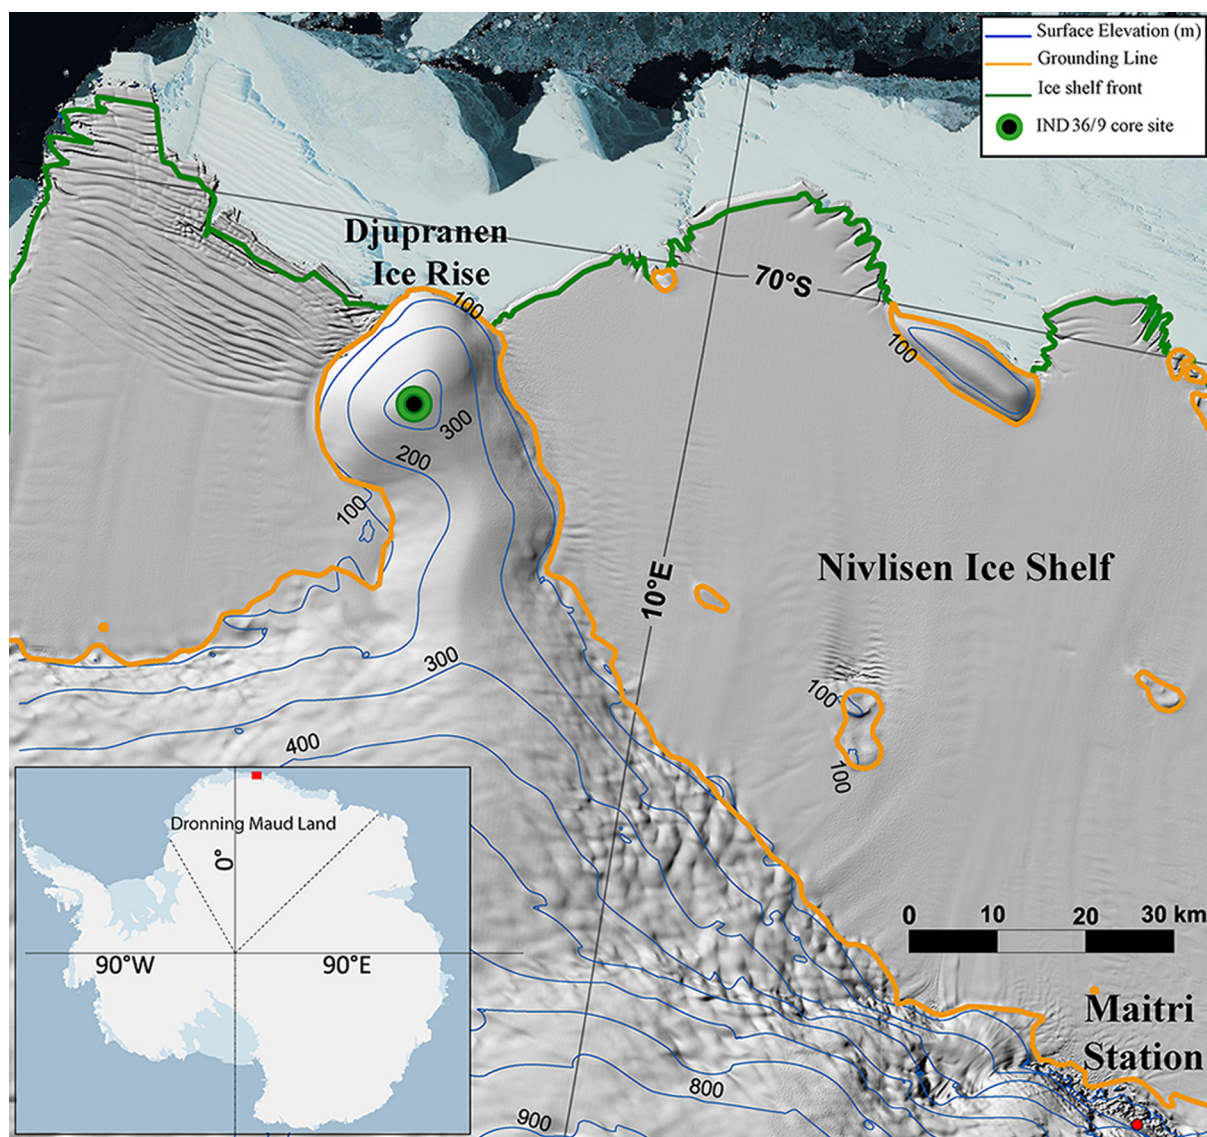 Surface Elevation (m)
Grounding Line
Ice shelf front
IND 36/9 core site
Djupranen
Ice Rise
100
70°S
100
300
200
100
10°E
Nivlisen Ice Shelf
300
100
400
100
Dronning Maud Land
0°
90°W
90°E
0 10 20 30 km
Maitri
Station
800
900